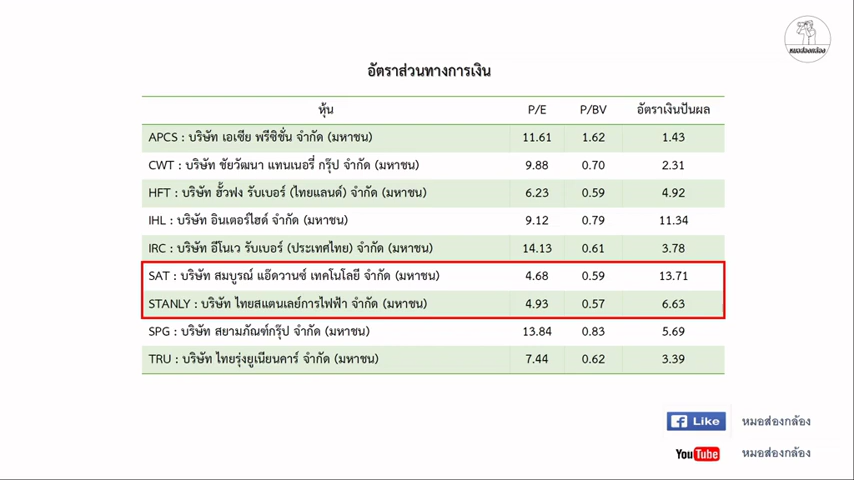 หมอส่องกล้อง
อัตราส่วนทางการเงิน
หุ้น P/E P/BV อัตราเงินปันผล
APCS : บริษัท เอเซีย พรีซิชั่น จำกัด (มหาชน) 11.61 1.62 1.43
CWT : บริษัท ชัยวัฒนา แทนเนอรี่ กรุ๊ป จำกัด (มหาชน) 9.88 0.70 2.31
HFT : บริษัท ฮั้วฟง รับเบอร์ (ไทยแลนด์) จำกัด (มหาชน) 6.23 0.59 4.92
IHL : บริษัท อินเตอร์ไฮด์ จำกัด (มหาชน) 9.12 0.79 11.34
IRC : บริษัท อีโนเว รับเบอร์ (ประเทศไทย) จำกัด (มหาชน) 14.13 0.61 3.78
SAT : บริษัท สมบูรณ์ แอ๊ดวานซ์ เทคโนโลยี จำกัด (มหาชน) 4.68 0.59 13.71
STANLY : บริษัท ไทยสแตนเลย์การไฟฟ้า จำกัด (มหาชน) 4.93 0.57 6.63
SPG : บริษัท สยามภัณฑ์กรุ๊ป จำกัด (มหาชน) 13.84 0.83 5.69
TRU : บริษัท ไทยรุ่งยูเนียนคาร์ จำกัด (มหาชน) 7.44 0.62 3.39
f Like หมอส่องกล้อง
YouTube หมอส่องกล้อง